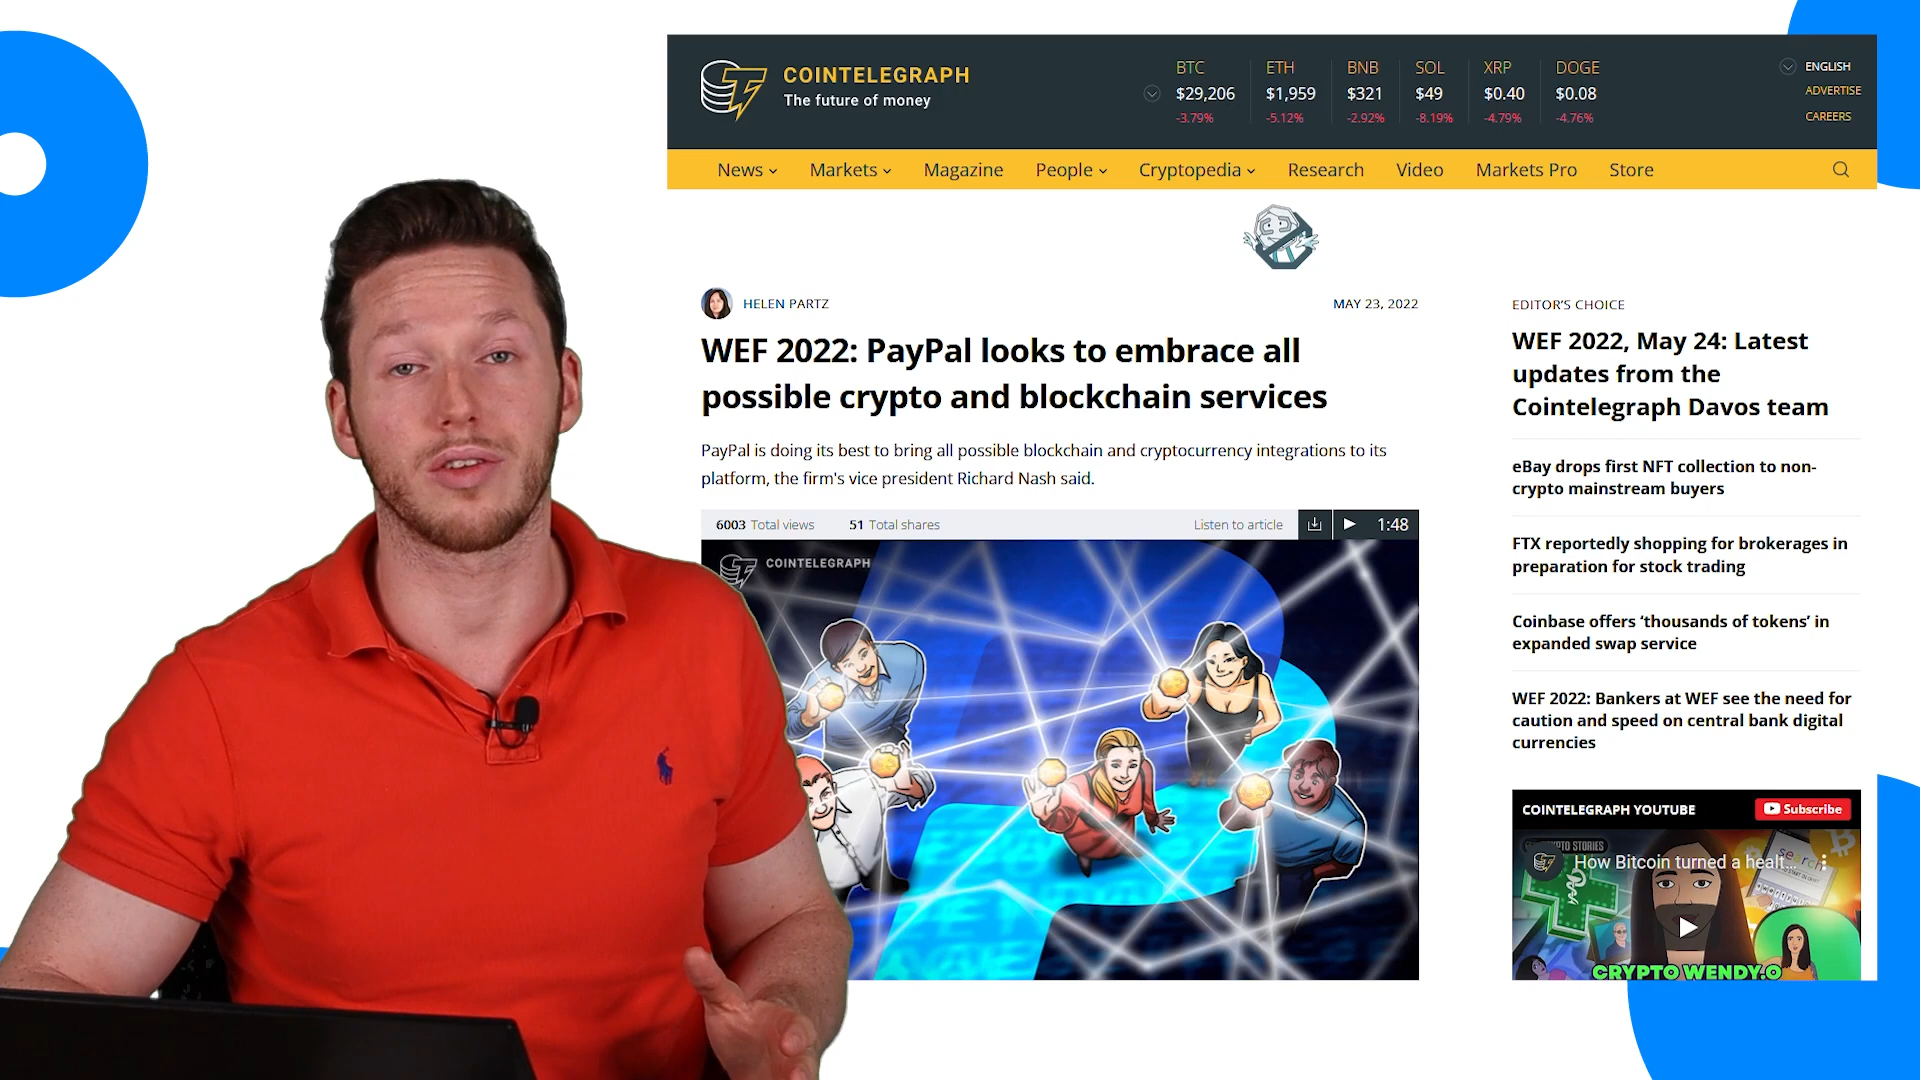 COINTELEGRAPH
The future of money
BTC ETH BNB SOL XRP DOGE
$29,206 $1,959 $321 $49 $0.40 $0.08
-3.79% -5.12% -2.92% -8.19% -4.79% -4.76%
ENGLISH
ADVERTISE
CAREERS
News Markets Magazine People Cryptopedia Research Video Markets Pro Store
HELEN PARTZ
MAY 23, 2022
WEF 2022: PayPal looks to embrace all
possible crypto and blockchain services
PayPal is doing its best to bring all possible blockchain and cryptocurrency integrations to its
platform, the firm's vice president Richard Nash said.
6003 Total views 51 Total shares Listen to article 1:48
COINTELEGRAPH
EDITOR'S CHOICE
WEF 2022, May 24: Latest
updates from the
Cointelegraph Davos team
eBay drops first NFT collection to non-
crypto mainstream buyers
FTX reportedly shopping for brokerages in
preparation for stock trading
Coinbase offers ‘thousands of tokens’ in
expanded swap service
WEF 2022: Bankers at WEF see the need for
caution and speed on central bank digital
currencies
COINTELEGRAPH YOUTUBE
Subscribe
STORIES
How Bitcoin turned a healt...
CRYPTO WENDY.O